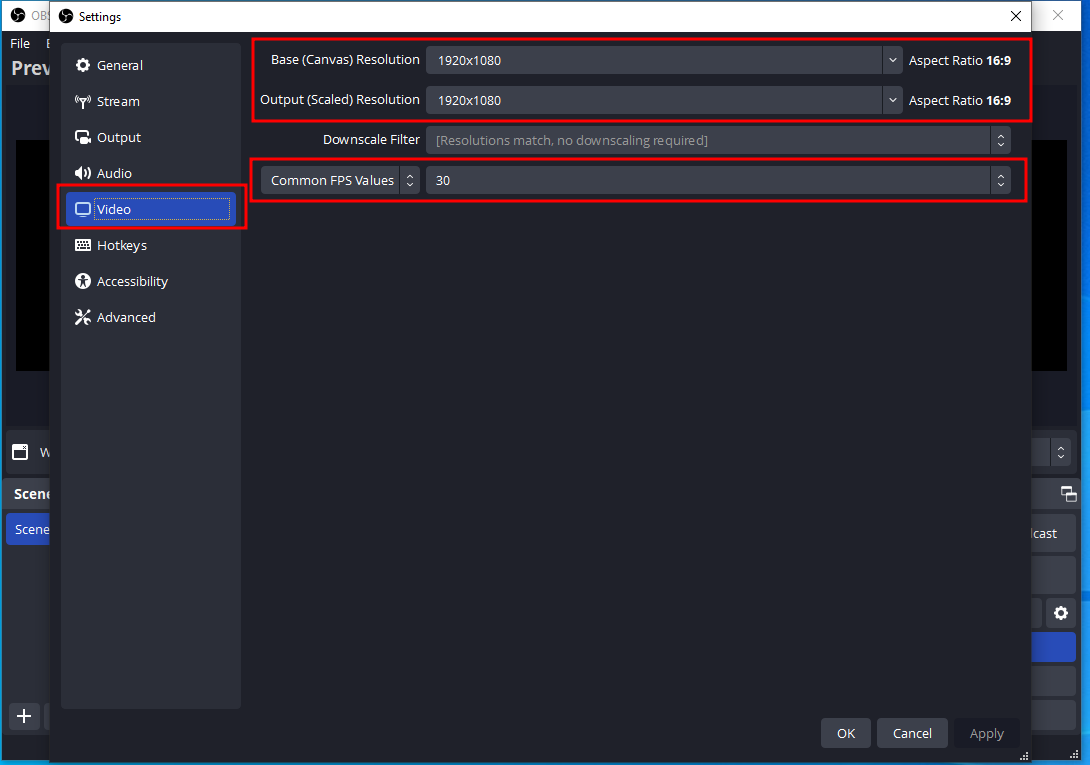 OBS
Settings
File
Prev
General
Stream
Output
Audio
Video
Hotkeys
Accessibility
Advanced
Base (Canvas) Resolution 1920x1080 Aspect Ratio 16:9
Output (Scaled) Resolution 1920x1080 Aspect Ratio 16:9
Downscale Filter [Resolutions match, no downscaling required]
Common FPS Values 30
W
Scene
Scene
cast
OK Cancel Apply